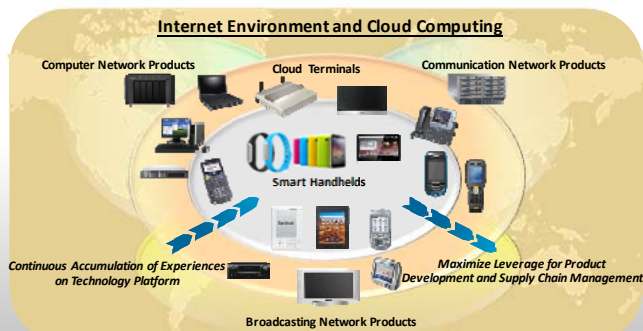 Internet Environment and Cloud Computing
Computer Network Products
Cloud Terminals
Communication Network Products
Smart Handhelds
Continuous Accumulation of Experiences
on Technology Platform
Maximize Leverage for Product
Development and Supply Chain Management
Broadcasting Network Products